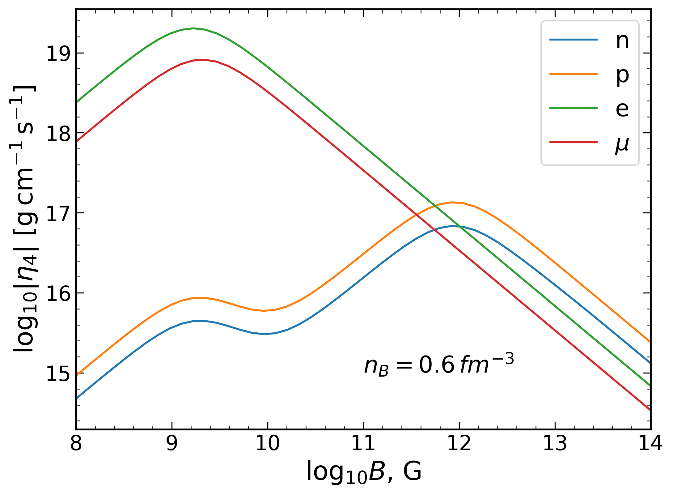 log₁₀|η₄| [g cm⁻¹ s⁻¹]
19
18
17
16
15
n
p
e
μ
n_B = 0.6 fm⁻³
8 9 10 11 12 13 14
log₁₀B, G